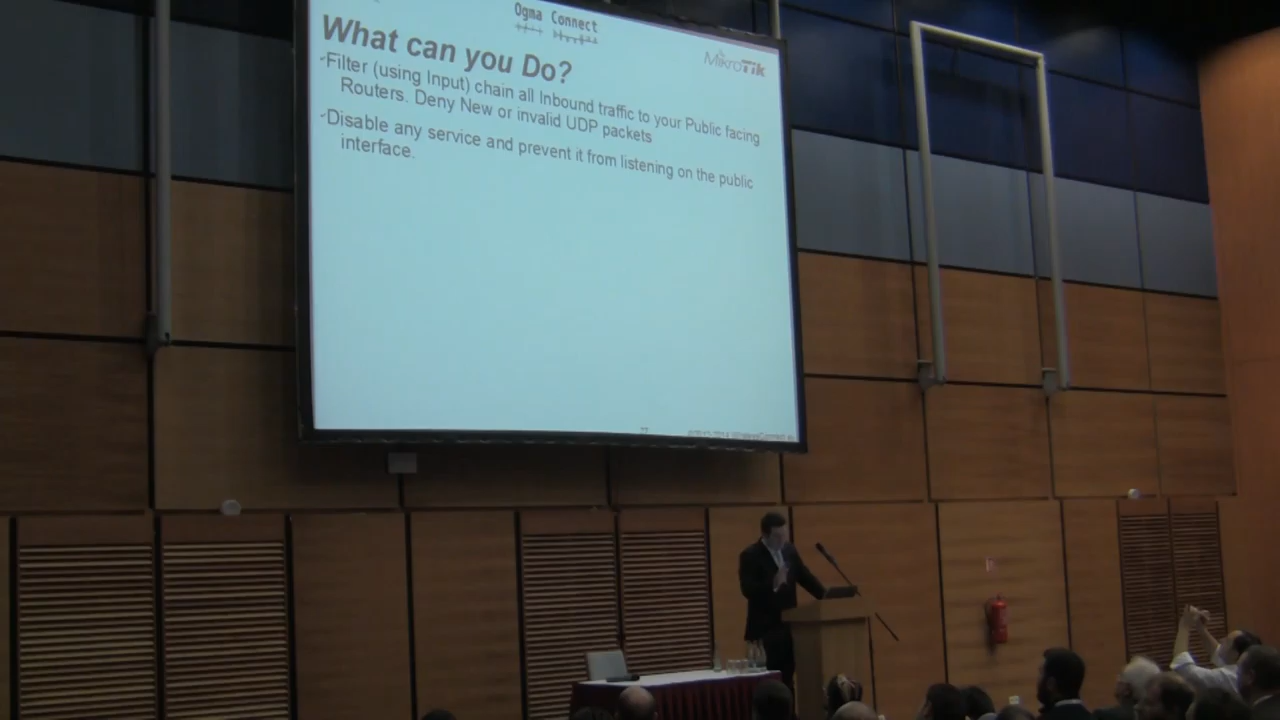 Ogma Connect
What can you Do?
MikroTik
Filter (using Input) chain all Inbound traffic to your Public facing
Routers. Deny New or invalid UDP packets
Disable any service and prevent it from listening on the public
interface.